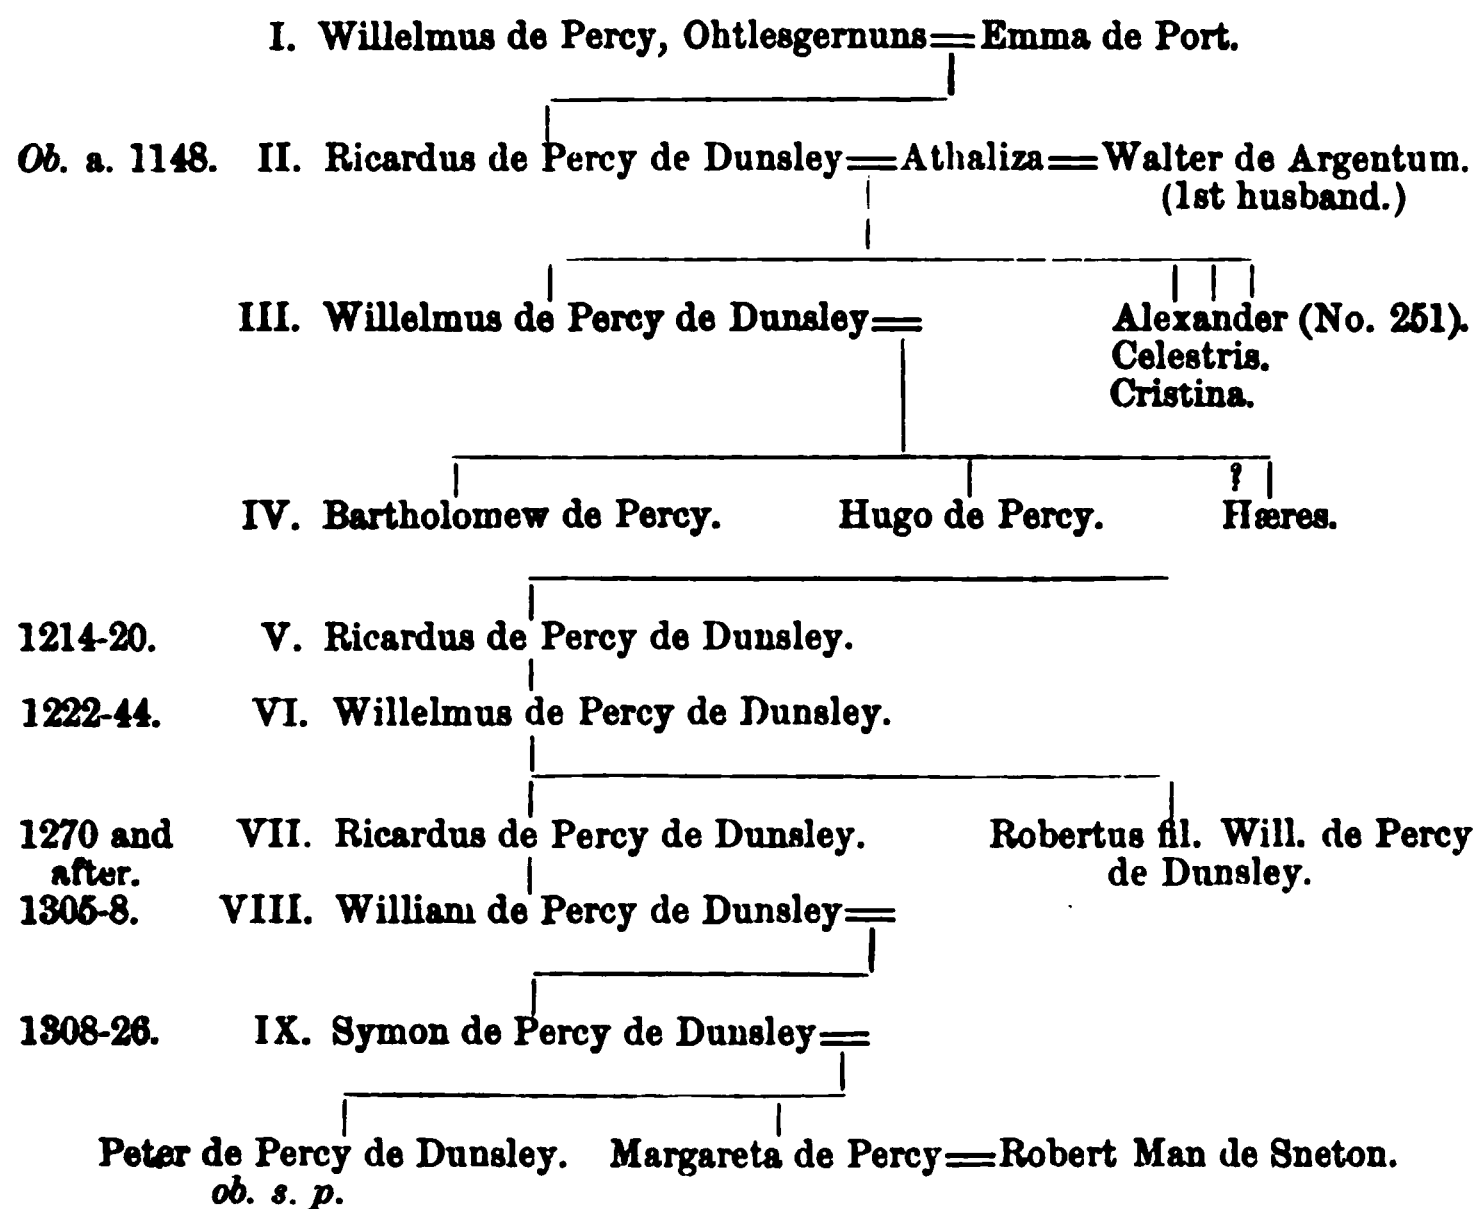 I. Willelmus de Percy, Ohtlesgernuns=Emma de Port.
Ob. a. 1148. II. Ricardus de Percy de Dunsley=Athaliza=Walter de Argentum.
(1st husband.)
III. Willelmus de Percy de Dunsley= Alexander (No. 251).
Celestris.
Cristina.
?
IV. Bartholomew de Percy. Hugo de Percy. Hæres.
1214-20. V. Ricardus de Percy de Dunsley.
1222-44. VI. Willelmus de Percy de Dunsley.
1270 and VII. Ricardus de Percy de Dunsley. Robertus fil. Will. de Percy
after. de Dunsley.
1305-8. VIII. William de Percy de Dunsley=
1308-26. IX. Symon de Percy de Dunsley=
Peter de Percy de Dunsley. Margareta de Percy=Robert Man de Sneton.
ob. s. p.